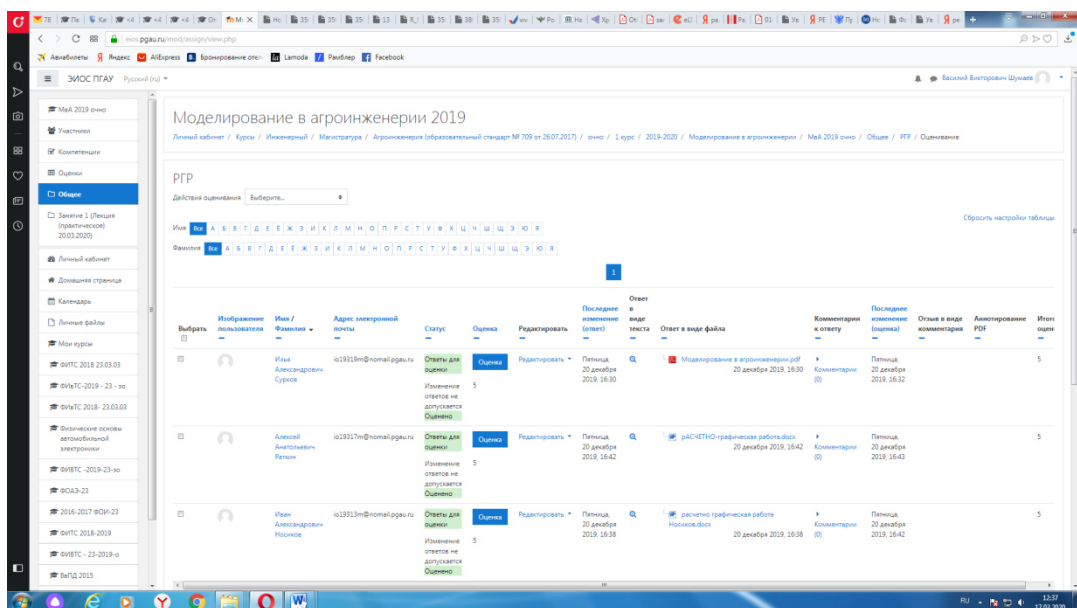 eios.pgau.ru/mod/assign/view.php
Авиабилеты Яндекс AliExpress Lamoda Рамблер Facebook
ЭИОС ПГАУ Русский (ru)
Василий Викторович Шумаев
МвА 2019 очно
Участники
Компетенции
Оценки
Общее
Занятие 1 (Лекция
(практическое)
20.03.2020)
Личный кабинет
Домашняя страница
Календарь
Личные файлы
Мои курсы
ФИТС 2018 23.03.03
ФИвТС-2019 - 23 - зо
ФИвТС 2018- 23.03.03
Физические основы
автомобильной
электроники
ФИВТС -2019-23-зо
ФОАЭ-23
2016-2017 ФОИ-23
ФИТС 2018-2019
ФИВТС - 23-2019-о
ВвПД 2015
Моделирование в агроинженерии 2019
Личный кабинет / Курсы / Инженерный / Магистратура / Агроинженерия (образовательный стандарт № 709 от 26.07.2017) / очно / 1 курс / 2019-2020 / Моделирование в агроинженерии / МвА 2019 очно / Общее / РГР / Оценивание
РГР
Действия оценивания Выберите...
Сбросить настройки таблицы
Имя Все А Б В Г Д Е Ё Ж З И К Л М Н О П Р С Т У Ф Х Ц Ч Ш Щ Э Ю Я
Фамилия Все А Б В Г Д Е Ё Ж З И К Л М Н О П Р С Т У Ф Х Ц Ч Ш Щ Э Ю Я
1
Выбрать
Изображение
пользователя
Имя /
Фамилия
Адрес электронной
почты
Статус
Оценка
Редактировать
Последнее
изменение
(ответ)
Ответ
в
виде
текста
Ответ в виде файла
Комментарии
к ответу
Последнее
изменение
(оценка)
Отзыв в виде
комментария
Аннотирование
PDF
Илья
Александрович
Сурков
io19319m@nomail.pgau.ru
Ответы для
оценки
Изменение
ответов не
допускается
Оценено
Оценка
5
Редактировать
Пятница,
20 декабря
2019, 16:30
Моделирование в агроинженерии.pdf
20 декабря 2019, 16:30
Комментарии
(0)
Пятница,
20 декабря
2019, 16:32
5
Алексей
Анатольевич
io19317m@nomail.pgau.ru
Ответы для
оценки
Изменение
ответов не
допускается
Оценено
Оценка
5
Редактировать
Пятница,
20 декабря
2019, 16:42
рАСЧЕТНО-графическая работа.docx
20 декабря 2019, 16:42
Комментарии
(0)
Пятница,
20 декабря
2019, 16:43
5
Иван
Александрович
Носиков
io19313m@nomail.pgau.ru
Ответы для
оценки
Изменение
ответов не
допускается
Оценено
Оценка
5
Редактировать
Пятница,
20 декабря
2019, 16:38
расчетно графическая работа
Носиков.docx
20 декабря 2019, 16:38
Комментарии
(0)
Пятница,
20 декабря
2019, 16:42
5
RU
12:37
17.03.2020